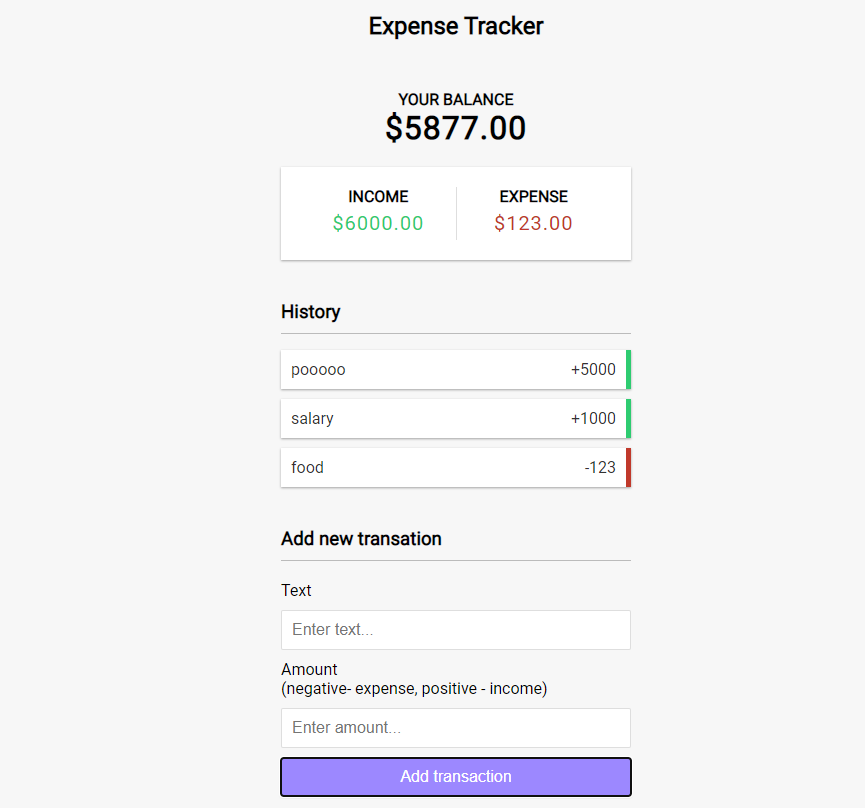 Expense Tracker
YOUR BALANCE
$5877.00
INCOME EXPENSE
$6000.00 $123.00
History
pooooo +5000
salary +1000
food -123
Add new transation
Text
Enter text...
Amount
(negative- expense, positive - income)
Enter amount...
Add transaction